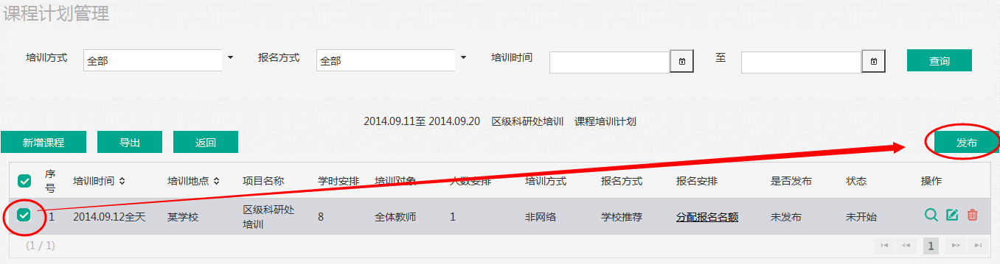 课程计划管理
培训方式 全部 报名方式 全部 培训时间 至 查询
2014.09.11至 2014.09.20 区级科研处培训 课程培训计划
新增课程 导出 返回 发布
序号 培训时间 培训地点 项目名称 学时安排 培训对象 人数安排 培训方式 报名方式 报名安排 是否发布 状态 操作
1 2014.09.12全天 某学校 区级科研处培训 8 全体教师 1 非网络 学校推荐 分配报名名额 未发布 未开始
(1 / 1) 1